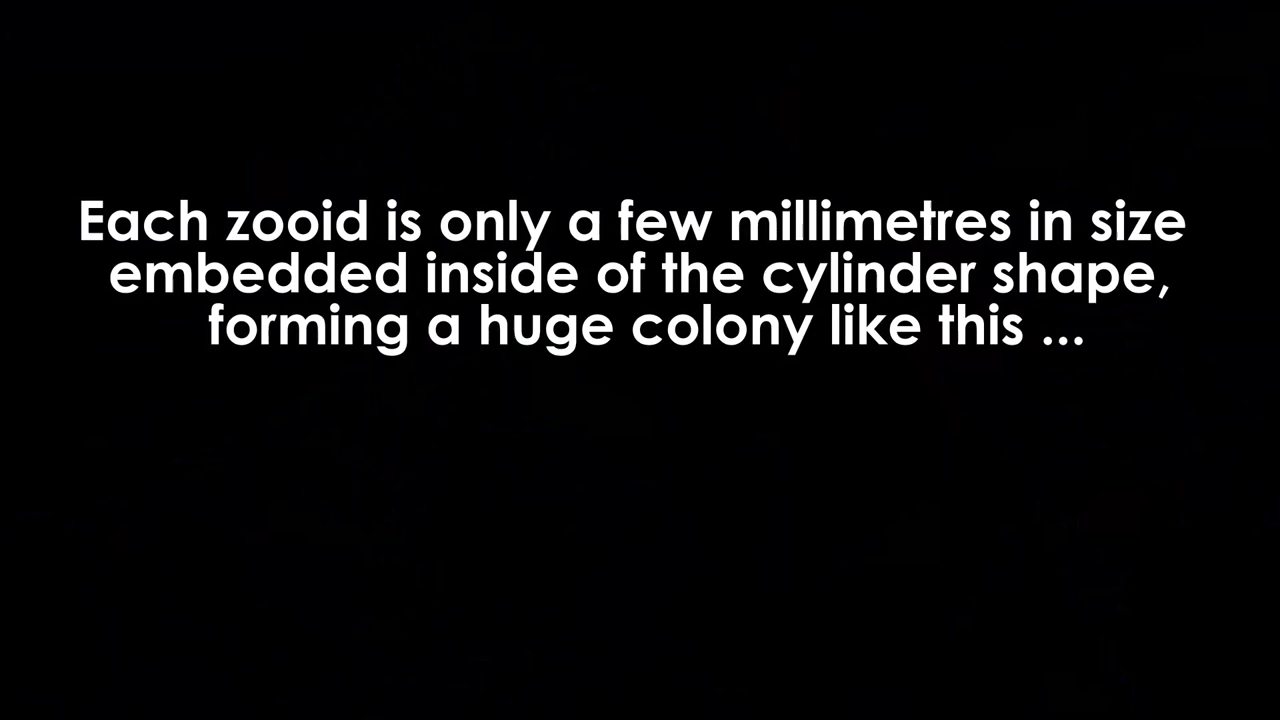 Each zooid is only a few millimetres in size
embedded inside of the cylinder shape,
forming a huge colony like this ...